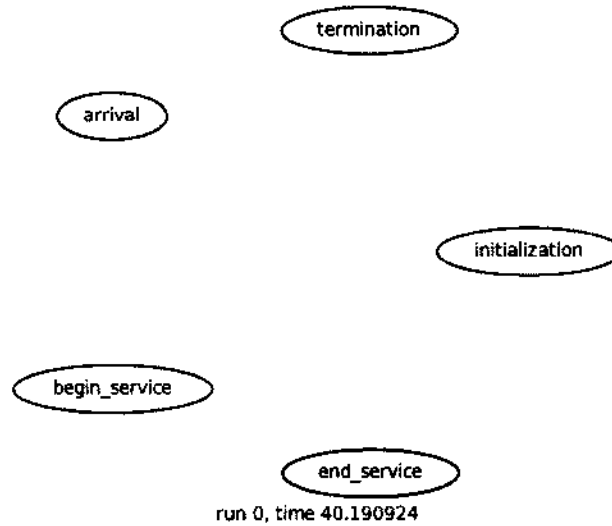 termination
arrival
initialization
begin_service
end_service
run 0, time 40.190924